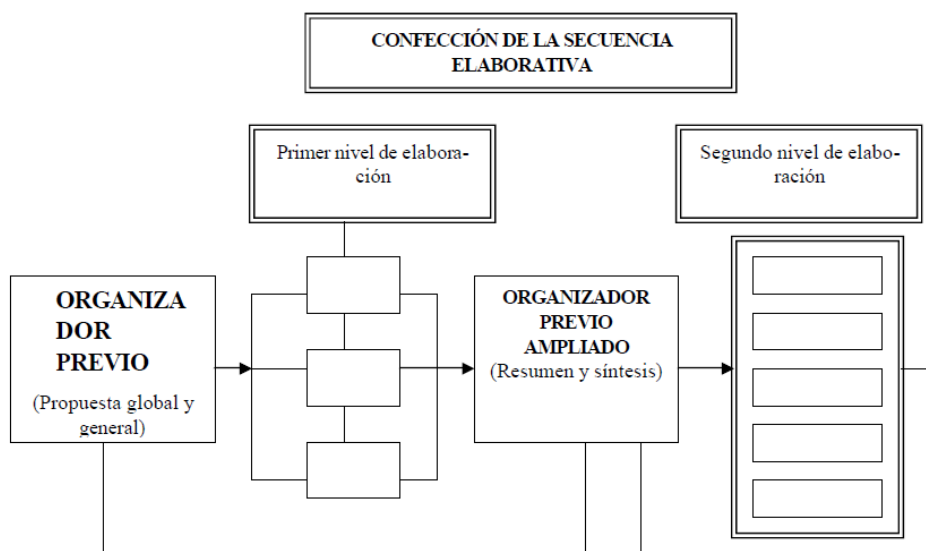 CONFECCIÓN DE LA SECUENCIA
ELABORATIVA
Primer nivel de elabora-
ción
Segundo nivel de elabo-
ración
ORGANIZA
DOR
PREVIO
(Propuesta global y
general)
ORGANIZADOR
PREVIO
AMPLIADO
(Resumen y síntesis)